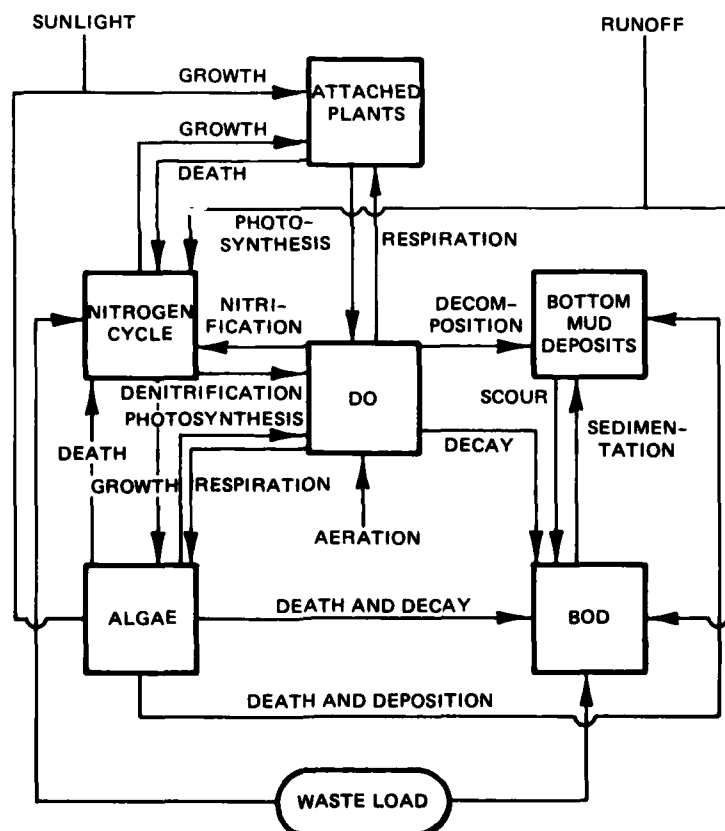 SUNLIGHT
RUNOFF
GROWTH
ATTACHED
PLANTS
GROWTH
DEATH
PHOTO-
SYNTHESIS
RESPIRATION
NITROGEN
CYCLE
NITRI-
FICATION
DECOM-
POSITION
BOTTOM
MUD
DEPOSITS
DENITRIFICATION
DO
SCOUR
PHOTOSYNTHESIS
DECAY
SEDIMEN-
TATION
DEATH
GROWTH
RESPIRATION
AERATION
ALGAE
DEATH AND DECAY
BOD
DEATH AND DEPOSITION
WASTE LOAD